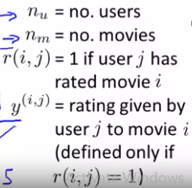 n_u = no. users
n_m = no. movies
r(i, j) = 1 if user j has
rated movie i
y^(i,j) = rating given by
user j to movie i
(defined only if
5 r(i, j) = 1)